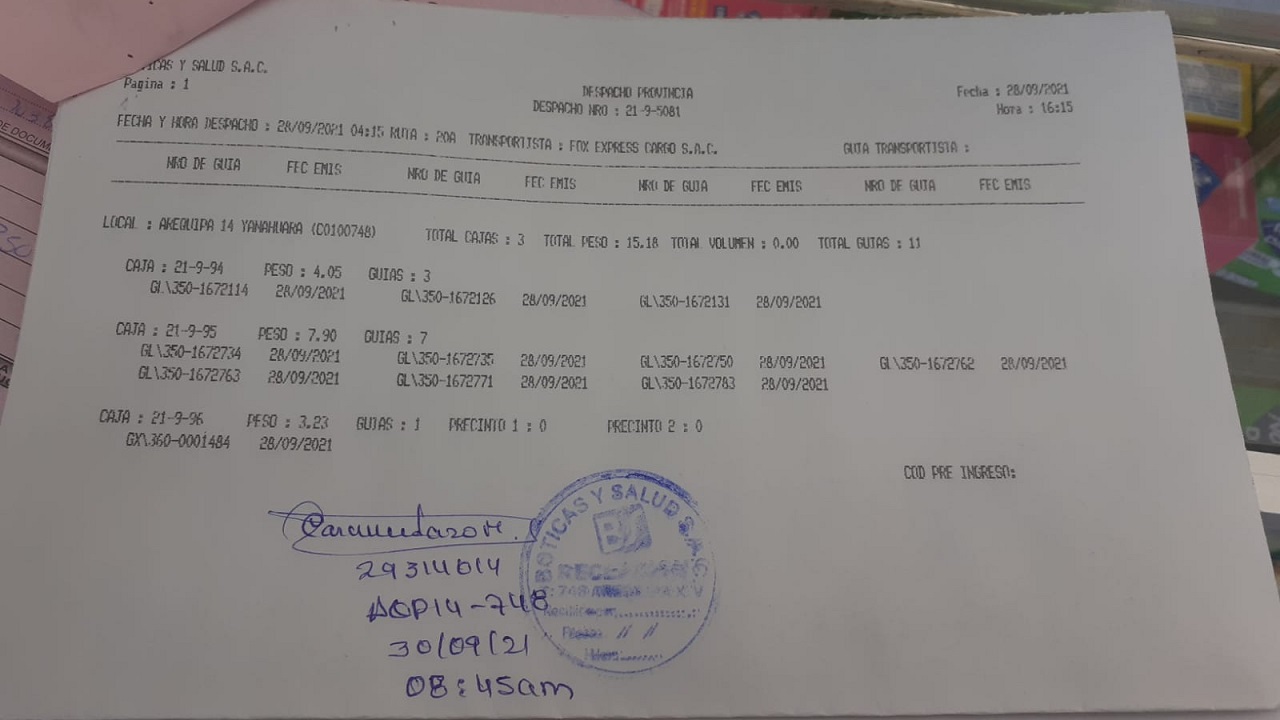 ICAS Y SALUD S.A.C.
Pagina : 1
DESPACHO PROVINCIA
DESPACHO NRO : 21-9-5081
Fecha : 28/09/2021
Hora : 16:15
FECHA Y HORA DESPACHO : 28/09/2021 04:15 RUTA : 20A TRANSPORTISTA : FOX EXPRESS CARGO S.A.C. GUIA TRANSPORTISTA :
NRO DE GUIA FEC EMIS NRO DE GUIA FEC EMIS NRO DE GUIA FEC EMIS NRO DE GUIA FEC EMIS
LOCAL : AREQUIPA 14 YANAHUARA (C0100748) TOTAL CAJAS : 3 TOTAL PESO : 15.18 TOTAL VOLUMEN : 0.00 TOTAL GUIAS : 11
CAJA : 21-9-94 PESO : 4.05 GUIAS : 3
GL\350-1672114 28/09/2021 GL\350-1672126 28/09/2021 GL\350-1672131 28/09/2021
CAJA : 21-9-95 PESO : 7.90 GUIAS : 7
GL\350-1672734 28/09/2021 GL\350-1672735 28/09/2021 GL\350-1672750 28/09/2021 GL\350-1672762 28/09/2021
GL\350-1672763 28/09/2021 GL\350-1672771 28/09/2021 GL\350-1672783 28/09/2021
CAJA : 21-9-96 PESO : 3.23 GUIAS : 1 PRECINTO 1 : 0 PRECINTO 2 : 0
GX\360-0001484 28/09/2021
COD PRE INGRESO:
29314614
AQP14-748
30/09/21
08:45am
BOTICAS Y SALUD S.A.C.
DE DOCUM